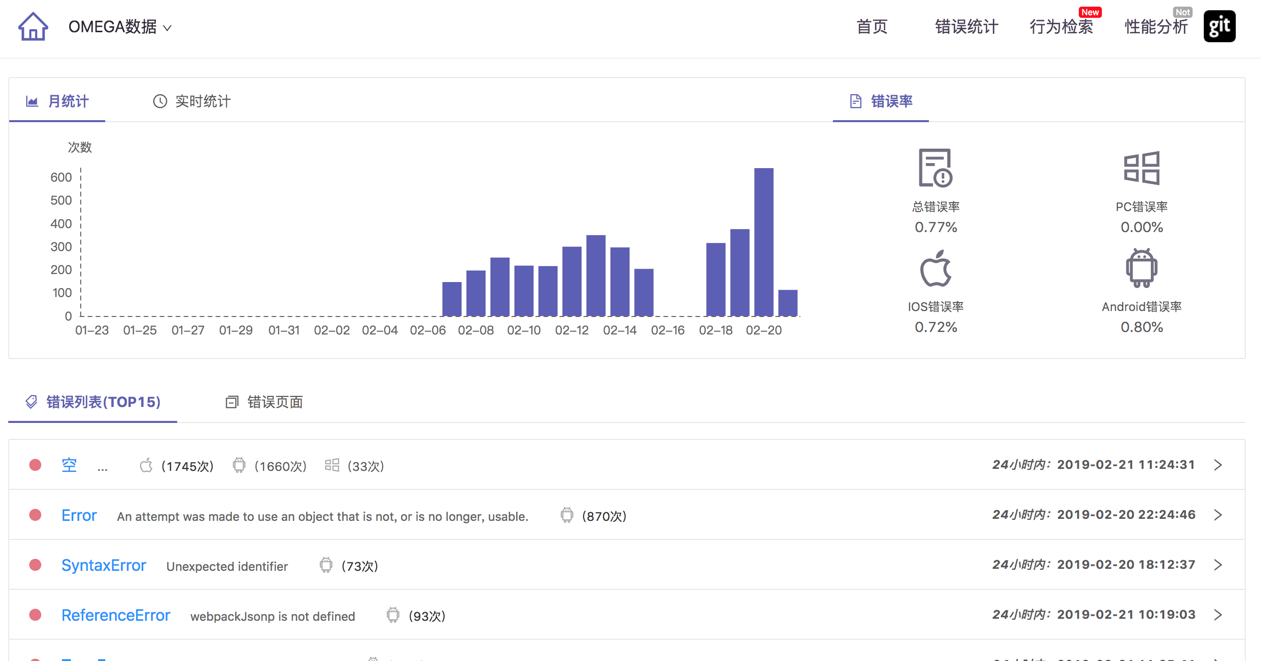 OMEGA数据
首页 错误统计 行为检索 New 性能分析 Not git
月统计 实时统计 错误率
次数
600
500
400
300
200
100
0
01-23 01-25 01-27 01-29 01-31 02-02 02-04 02-06 02-08 02-10 02-12 02-14 02-16 02-18 02-20
总错误率 PC错误率
0.77% 0.00%
IOS错误率 Android错误率
0.72% 0.80%
错误列表(TOP15) 错误页面
空 ... (1745次) (1660次) (33次) 24小时内: 2019-02-21 11:24:31
Error An attempt was made to use an object that is not, or is no longer, usable. (870次) 24小时内: 2019-02-20 22:24:46
SyntaxError Unexpected identifier (73次) 24小时内: 2019-02-20 18:12:37
ReferenceError webpackJsonp is not defined (93次) 24小时内: 2019-02-21 10:19:03